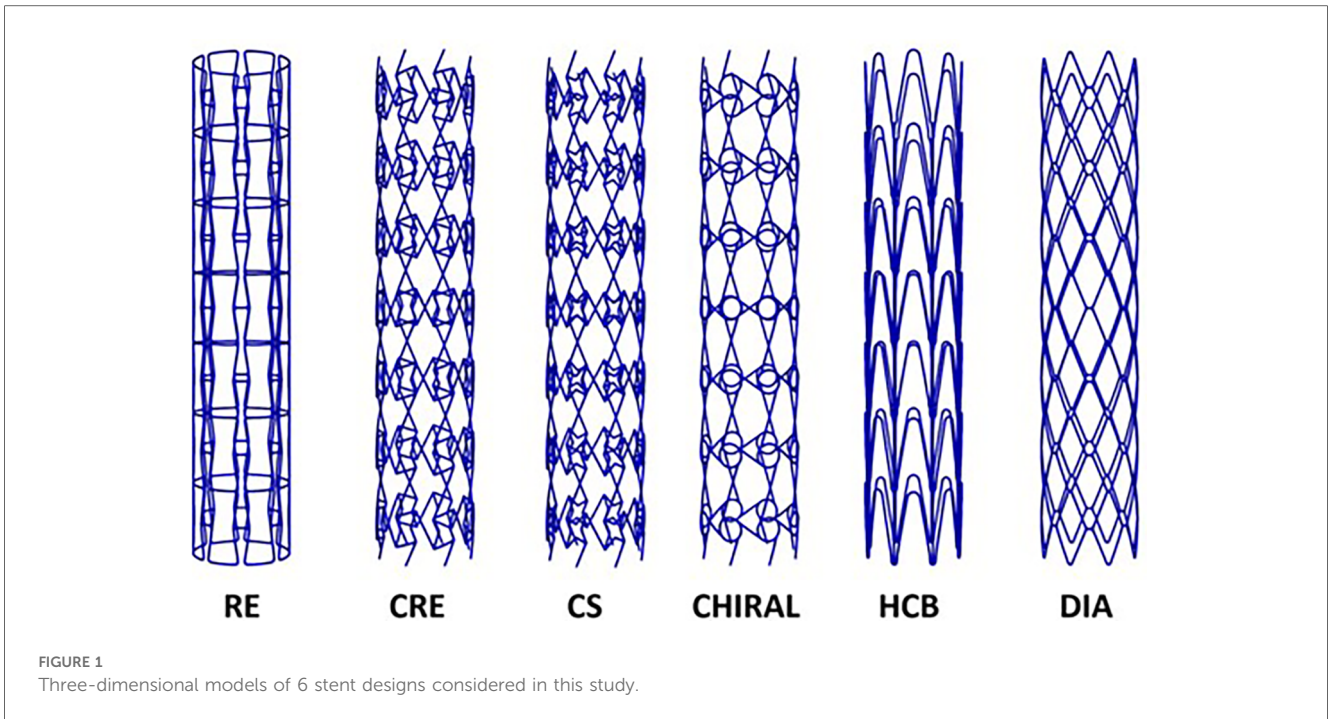 RE CRE CS CHIRAL HCB DIA
FIGURE 1
Three-dimensional models of 6 stent designs considered in this study.